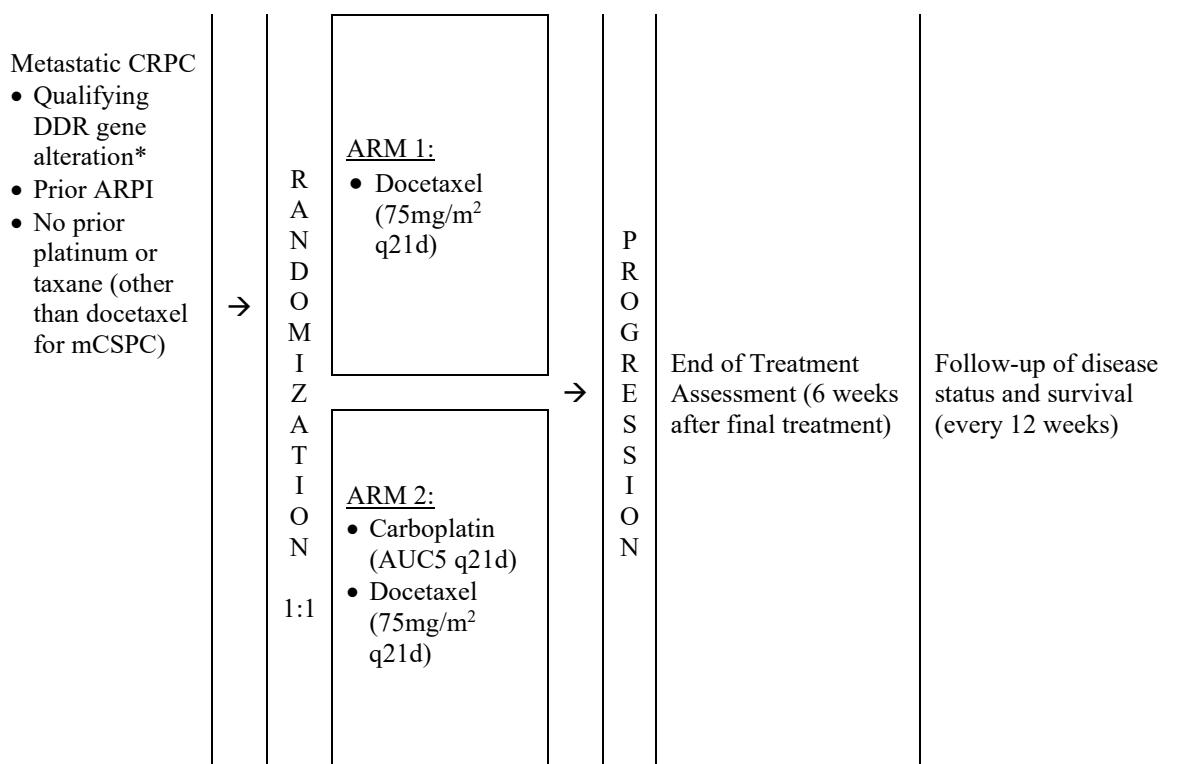 Metastatic CRPC
• Qualifying
DDR gene
alteration*
• Prior ARPI
• No prior
platinum or
taxane (other
than docetaxel
for mCSPC)
→
R
A
N
D
O
M
I
Z
A
T
I
O
N
1:1
ARM 1:
• Docetaxel
(75mg/m²
q21d)
ARM 2:
• Carboplatin
(AUC5 q21d)
• Docetaxel
(75mg/m²
q21d)
→
P
R
O
G
R
E
S
S
I
O
N
End of Treatment
Assessment (6 weeks
after final treatment)
Follow-up of disease
status and survival
(every 12 weeks)